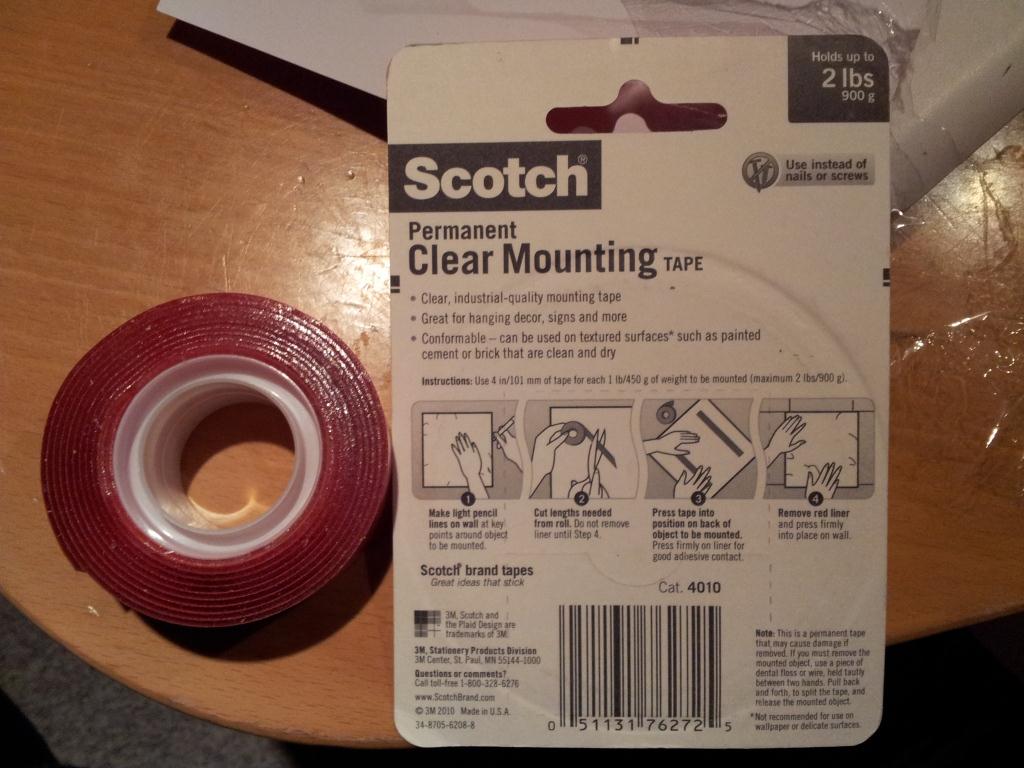 Holds up to
2 lbs
900 g
Scotch®
Use instead of
nails or screws
Permanent
Clear Mounting TAPE
• Clear, industrial-quality mounting tape
• Great for hanging decor, signs and more
• Conformable – can be used on textured surfaces* such as painted
cement or brick that are clean and dry
Instructions: Use 4 in/101 mm of tape for each 1 lb/450 g of weight to be mounted (maximum 2 lbs/900 g).
1
Make light pencil
lines on wall at key
points around object
to be mounted.
2
Cut lengths needed
from roll. Do not remove
liner until Step 4.
3
Press tape into
position on back of
object to be mounted.
Press firmly on liner for
good adhesive contact.
4
Remove red liner
and press firmly
into place on wall.
Scotch® brand tapes
Great ideas that stick
Cat. 4010
3M, Scotch and
the Plaid Design are
trademarks of 3M.
3M, Stationery Products Division
3M Center, St. Paul, MN 55144-1000
Questions or comments?
Call toll-free 1-800-328-6276
www.ScotchBrand.com
© 3M 2010 Made in U.S.A.
34-8705-6208-8
0 51131 76272 5
Note: This is a permanent tape
that may cause damage if
removed. If you must remove the
mounted object, use a piece of
dental floss or wire, held tautly
between two hands. Pull back
and forth, to split the tape, and
release the mounted object.
*Not recommended for use on
wallpaper or delicate surfaces.